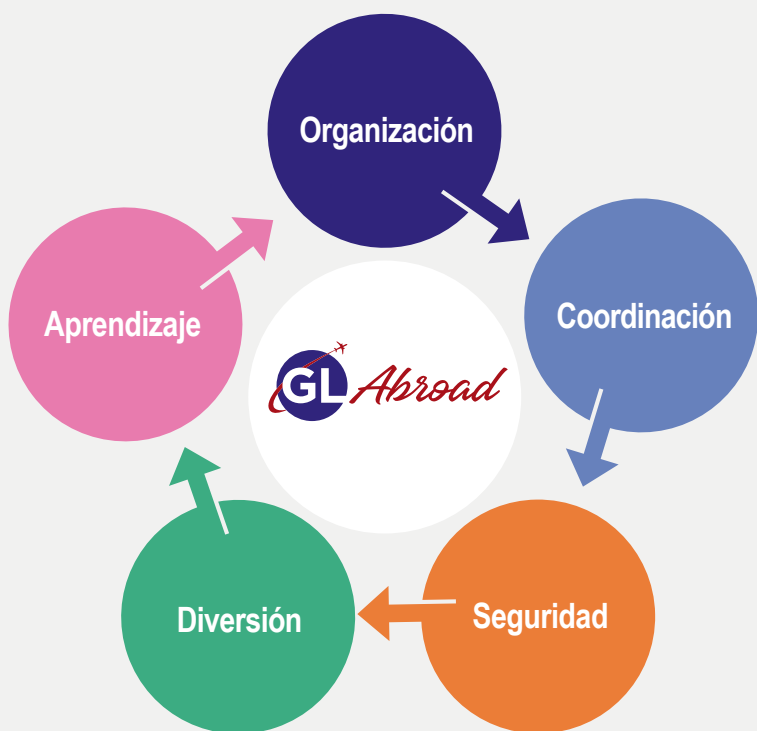 Organización
Coordinación
Aprendizaje
GL Abroad
Diversión
Seguridad